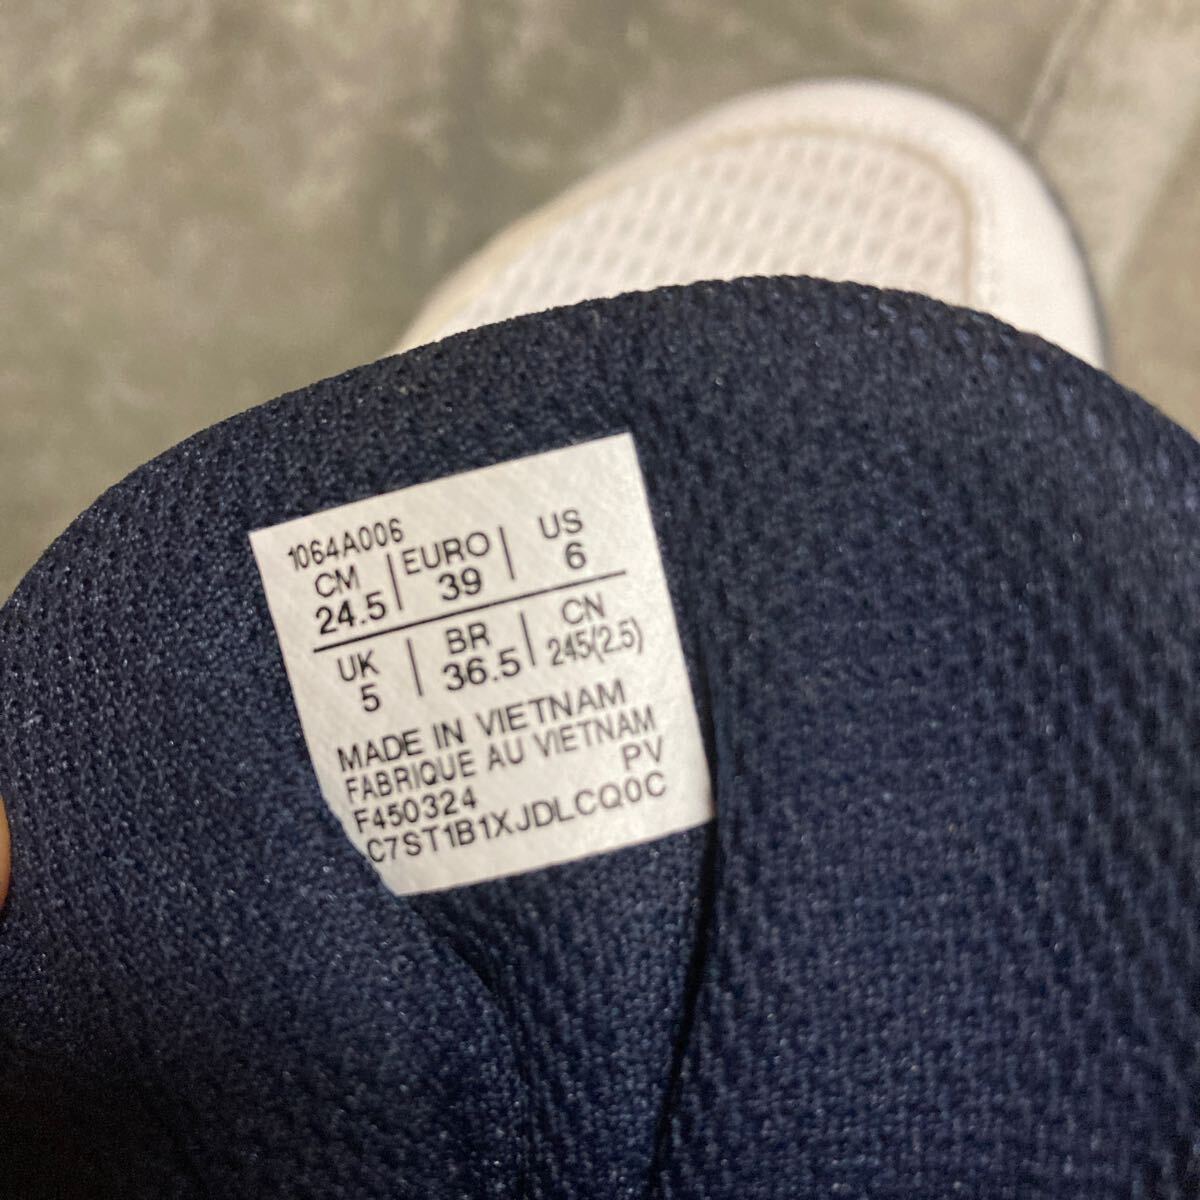 1064A006
CM EURO US
24.5 39 6
UK BR CN
5 36.5 245(2.5)
MADE IN VIETNAM
FABRIQUE AU VIETNAM
PV
F450324
C7ST1B1XJDLCQ0C